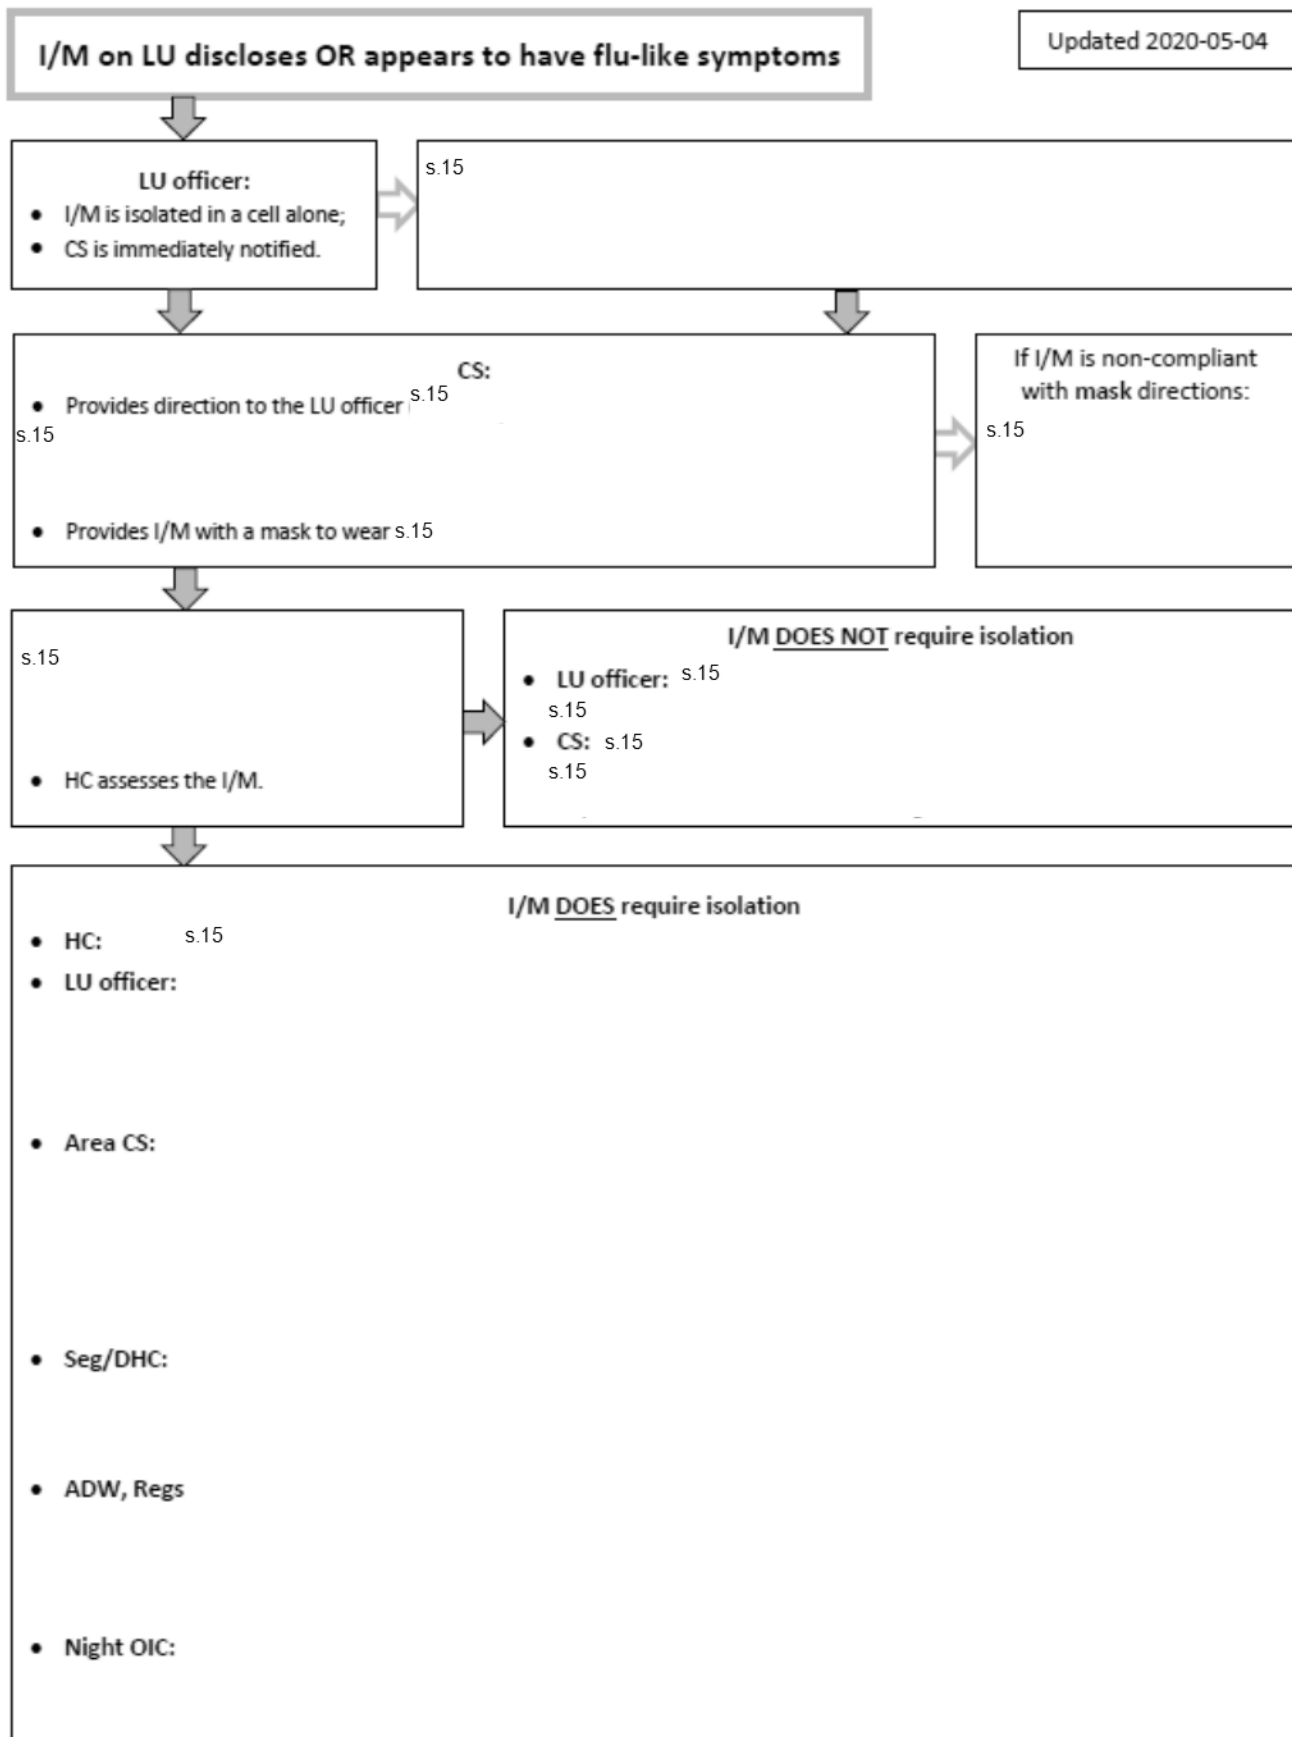 I/M on LU discloses OR appears to have flu-like symptoms
Updated 2020-05-04
LU officer:
• I/M is isolated in a cell alone;
• CS is immediately notified.
s.15
CS:
• Provides direction to the LU officer s.15
s.15
• Provides I/M with a mask to wear s.15
If I/M is non-compliant
with mask directions:
s.15
s.15
• HC assesses the I/M.
I/M DOES NOT require isolation
• LU officer: s.15
s.15
• CS: s.15
s.15
I/M DOES require isolation
• HC: s.15
• LU officer:
• Area CS:
• Seg/DHC:
• ADW, Regs
• Night OIC: